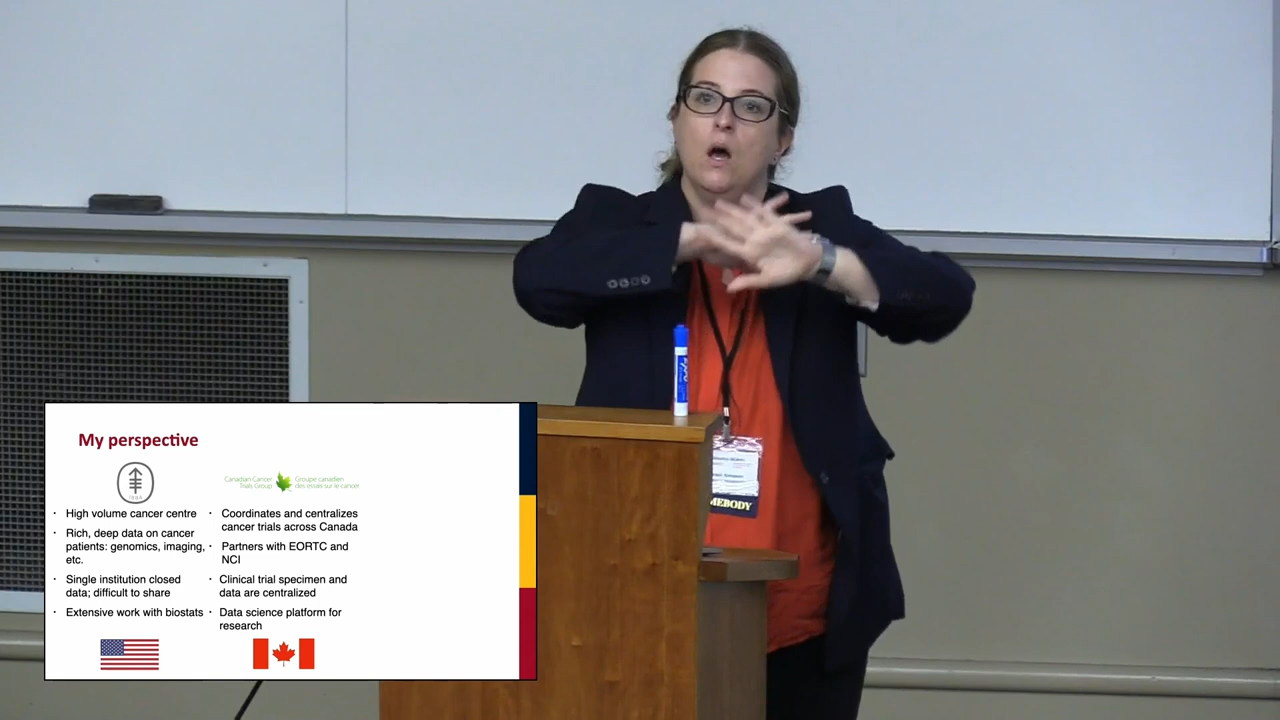 My perspective
1884
Canadian Cancer
Trials Group
Groupe canadien
des essais sur le cancer
· High volume cancer centre
· Rich, deep data on cancer
patients: genomics, imaging,
etc.
· Single institution closed
data; difficult to share
· Extensive work with biostats
· Coordinates and centralizes
cancer trials across Canada
· Partners with EORTC and
NCI
· Clinical trial specimen and
data are centralized
· Data science platform for
research
MEBODY